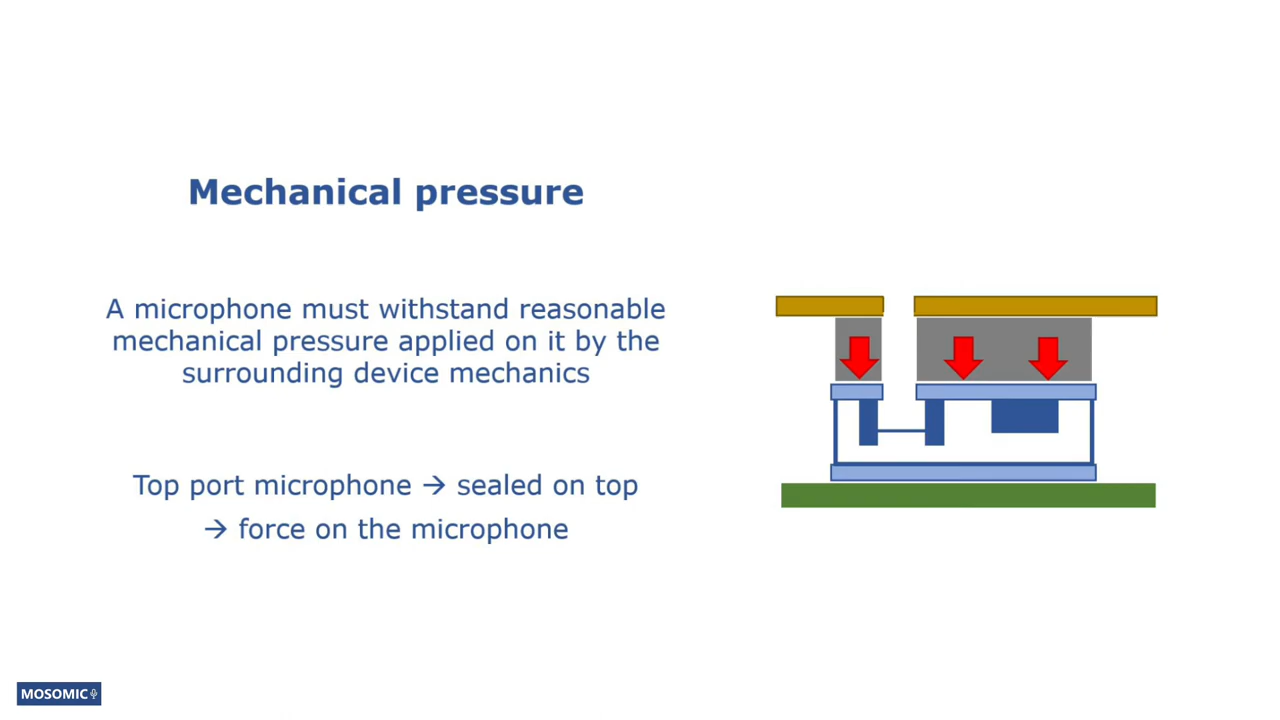 Mechanical pressure
A microphone must withstand reasonable
mechanical pressure applied on it by the
surrounding device mechanics
Top port microphone → sealed on top
→ force on the microphone
MOSOMIC